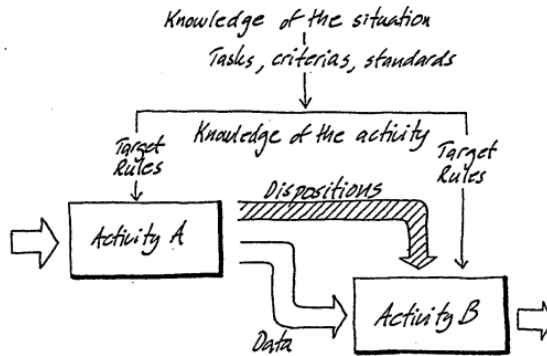 Knowledge of the situation
Tasks, criterias, standards
Knowledge of the activity
Target
Rules
Target
Rules
Dispositions
Activity A
Activity B
Data